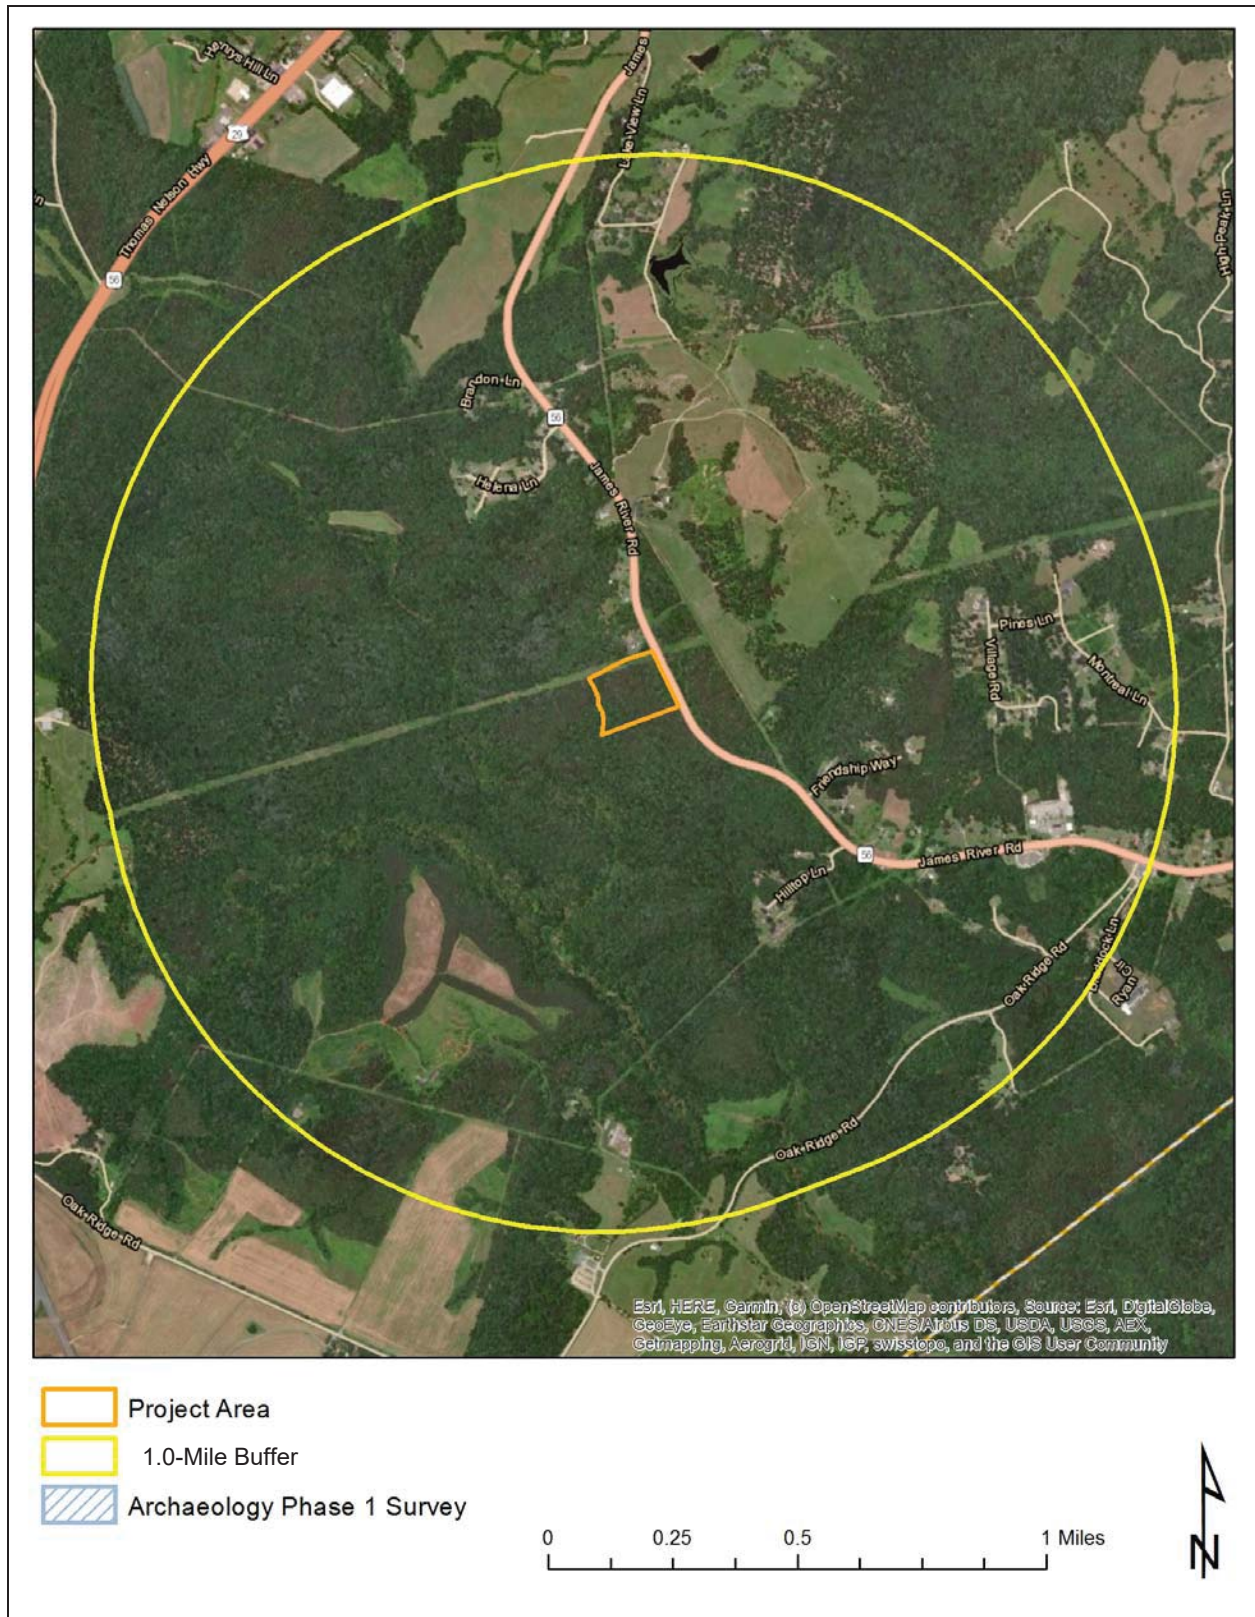 Henrys Hill Ln
29
Thomas Nelson Hwy
56
James
Lake View Ln
High Peak Ln
Brandon Ln
56
Helena Ln
James River Rd
Pines Ln
Village Rd
Montreal Ln
Friendship Way
56
James River Rd
Hilltop Ln
Oak Ridge Rd
Ryan Cir
Oak Ridge Rd
Oak Ridge Rd
Esri, HERE, Garmin, (c) OpenStreetMap contributors, Source: Esri, DigitalGlobe,
GeoEye, Earthstar Geographics, CNES/Airbus DS, USDA, USGS, AEX,
Getmapping, Aerogrid, IGN, IGP, swisstopo, and the GIS User Community
Project Area
1.0-Mile Buffer
Archaeology Phase 1 Survey
0 0.25 0.5 1 Miles
N